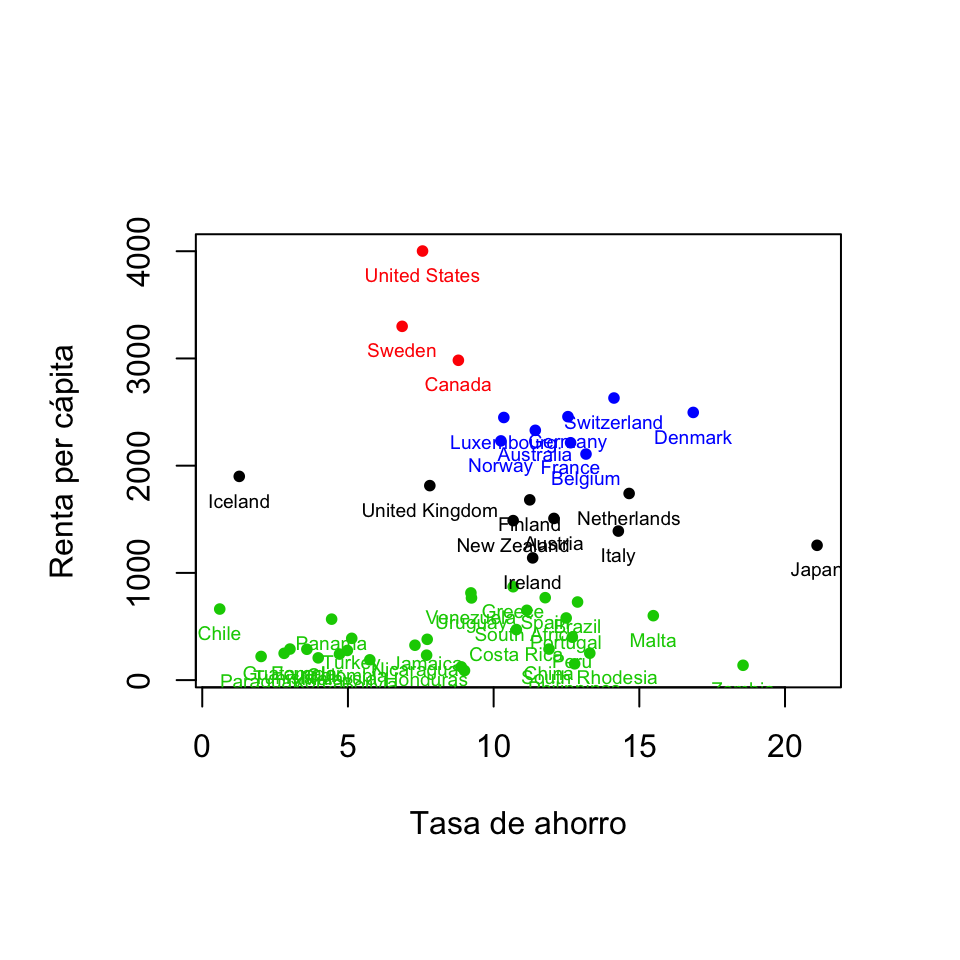 4000
United States
Sweden
3000
Canada
Switzerland
Denmark
Luxembourg
Germany
Australia
Norway
France
2000
Belgium
Iceland
United Kingdom
Netherlands
Finland
New Zealand
Austria
Italy
Japan
1000
Ireland
Greece
Venezuela
Uruguay
Spain
Brazil
Chile
South Africa
Malta
Panama
Portugal
Costa Rica
Turkey
Jamaica
Peru
Nicaragua
China
South Rhodesia
Honduras
0
0
5
10
15
20
Tasa de ahorro
Renta per cápita